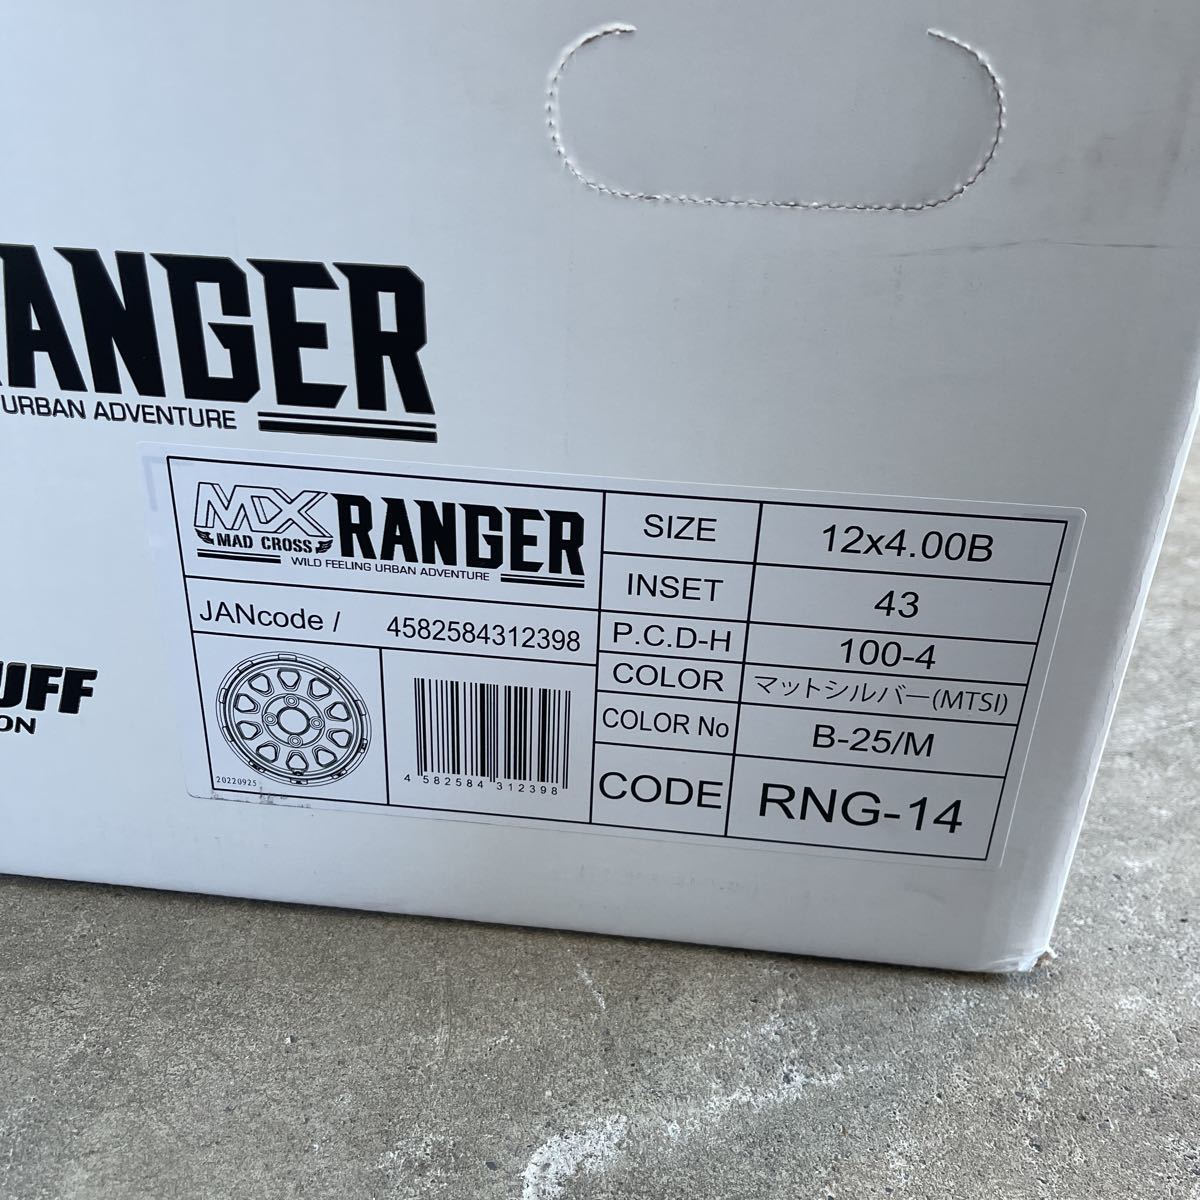 RANGER
URBAN ADVENTURE
UFF
ON
MX
MAD CROSS
RANGER
WILD FEELING URBAN ADVENTURE
JANcode / 4582584312398
20220925
4 582584 312398
SIZE 12x4.00B
INSET 43
P.C.D-H 100-4
COLOR マットシルバー(MTSI)
COLOR No B-25/M
CODE RNG-14